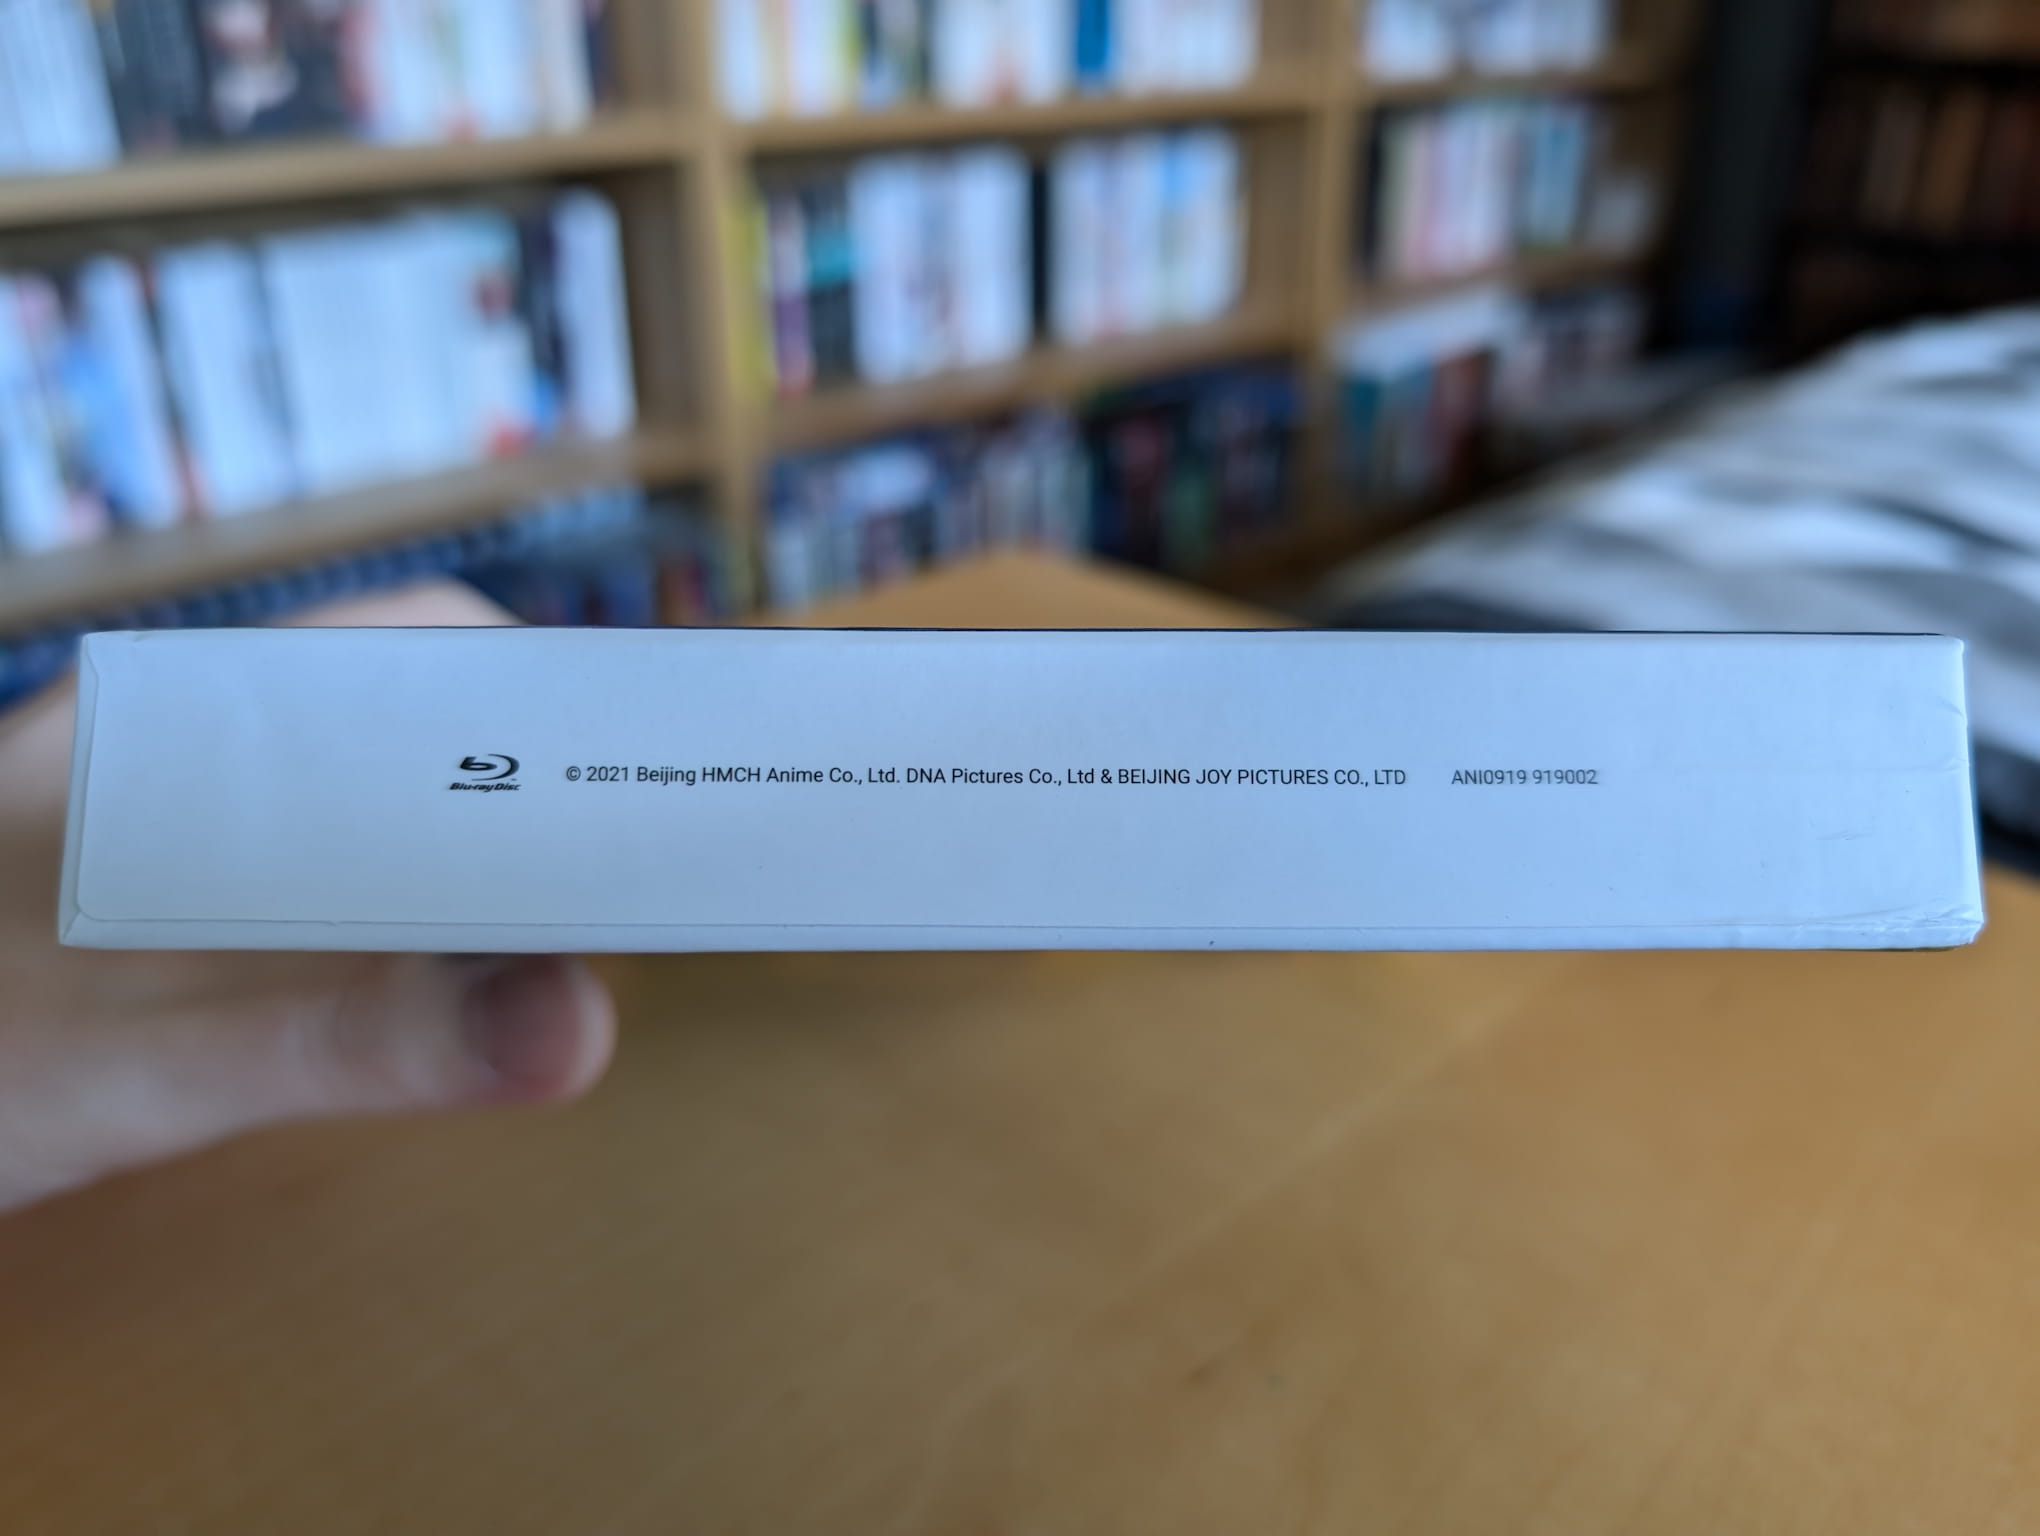 Blu-ray Disc ™ © 2021 Beijing HMCH Anime Co., Ltd. DNA Pictures Co., Ltd & BEIJING JOY PICTURES CO., LTD ANI0919 919002